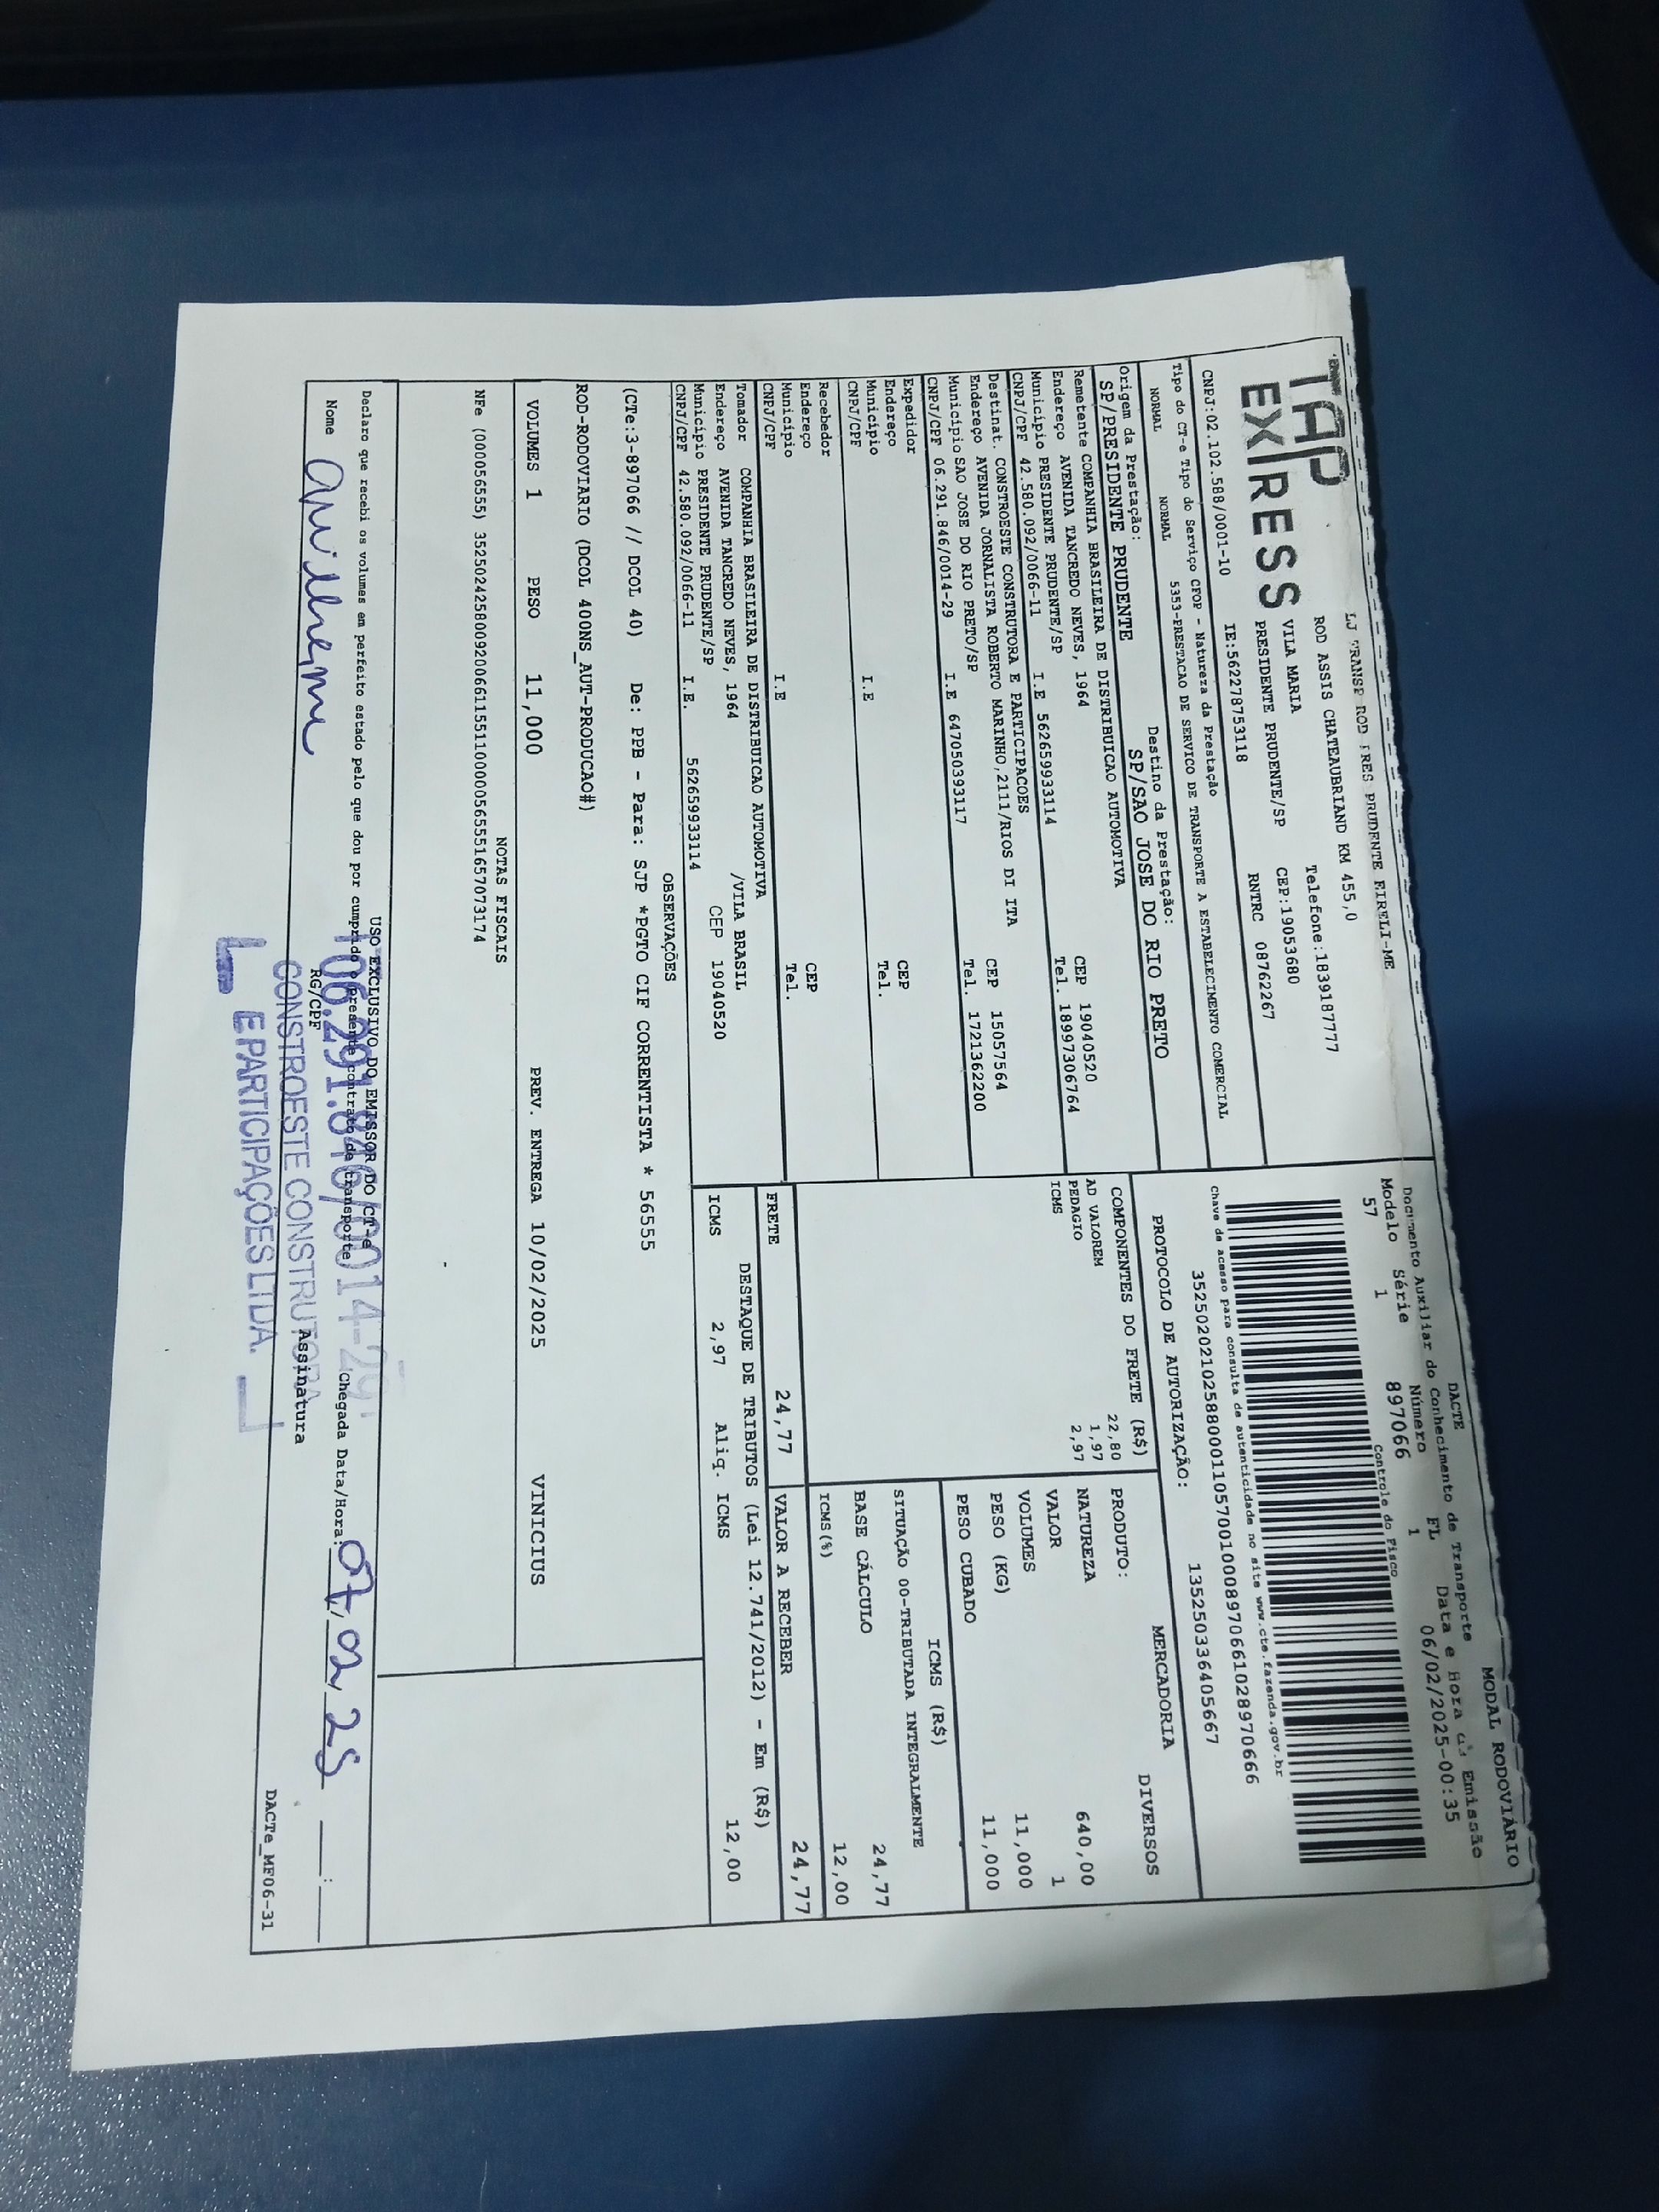 TAP
EXPRESS
LJ TRANSP ROD PRES PRUDENTE EIRELI-ME
ROD ASSIS CHATEAUBRIAND KM 455,0
VILA MARIA Telefone:1839187777
PRESIDENTE PRUDENTE/SP CEP:19053680
CNPJ:02.102.588/0001-10 IE:562278753118 RNTRC 08762267
Tipo do CT-e Tipo do Serviço CFOP - Natureza da Prestação
NORMAL NORMAL 5353-PRESTACAO DE SERVICO DE TRANSPORTE A ESTABELECIMENTO COMERCIAL
Origem da Prestação: Destino da Prestação:
SP/PRESIDENTE PRUDENTE SP/SAO JOSE DO RIO PRETO
Remetente COMPANHIA BRASILEIRA DE DISTRIBUICAO AUTOMOTIVA
Endereço AVENIDA TANCREDO NEVES, 1964 CEP 19040520
Município PRESIDENTE PRUDENTE/SP Tel. 18997306764
CNPJ/CPF 42.580.092/0066-11 I.E 562659933114
Destinat. CONSTROESTE CONSTRUTORA E PARTICIPACOES
Endereço AVENIDA JORNALISTA ROBERTO MARINHO,2111/RIOS DI ITA CEP 15057564
Município SAO JOSE DO RIO PRETO/SP Tel. 1721362200
CNPJ/CPF 06.291.846/0014-29 I.E 647050393117
Expedidor
Endereço CEP
Município Tel.
CNPJ/CPF I.E
Recebedor
Endereço CEP
Município Tel.
CNPJ/CPF I.E
Tomador COMPANHIA BRASILEIRA DE DISTRIBUICAO AUTOMOTIVA
Endereço AVENIDA TANCREDO NEVES, 1964 /VILA BRASIL
Município PRESIDENTE PRUDENTE/SP CEP 19040520
CNPJ/CPF 42.580.092/0066-11 I.E. 562659933114
MODAL RODOVIÁRIO
DACTE
Documento Auxiliar do Conhecimento de Transporte
Modelo Série Número FL Data e Hora da Emissão
57 1 897066 1 06/02/2025-00:35
Controle do Fisco
Chave de acesso para consulta de autenticidade no site www.cte.fazenda.gov.br
35250202102588000110570010008970661028970666
PROTOCOLO DE AUTORIZAÇÃO: 135250336405667
COMPONENTES DO FRETE (R$)
AD VALOREM 22,80
PEDAGIO 1,97
ICMS 2,97
MERCADORIA
PRODUTO: DIVERSOS
NATUREZA
VALOR 640,00
VOLUMES 1
PESO (KG) 11,000
PESO CUBADO 11,000
ICMS (R$)
SITUAÇÃO 00-TRIBUTADA INTEGRALMENTE
BASE CÁLCULO 24,77
ICMS(%) 12,00
FRETE 24,77 VALOR A RECEBER 24,77
DESTAQUE DE TRIBUTOS (Lei 12.741/2012) - Em (R$)
ICMS 2,97 Aliq. ICMS 12,00
OBSERVAÇÕES
(CTe:3-897066 // DCOL 40) De: PPB - Para: SJP *PGTO CIF CORRENTISTA * 56555
ROD-RODOVIARIO (DCOL 400NS_AUT-PRODUCAO#)
VOLUMES 1 PESO 11,000 PREV. ENTREGA 10/02/2025 VINICIUS
NOTAS FISCAIS
NFe (000056555) 35250242580092006611551100000565551657073174
USO EXCLUSIVO DO EMISSOR DO CT-e
Declaro que recebi os volumes em perfeito estado pelo que dou por cumprido o presente contrato de transporte
Chegada Data/Hora: 07/02/25 __:__
Nome Guilherme RG/CPF Assinatura
06.291.846/0014-29
CONSTROESTE CONSTRUTORA
E PARTICIPAÇÕES LTDA.
DACTe_MF06-31